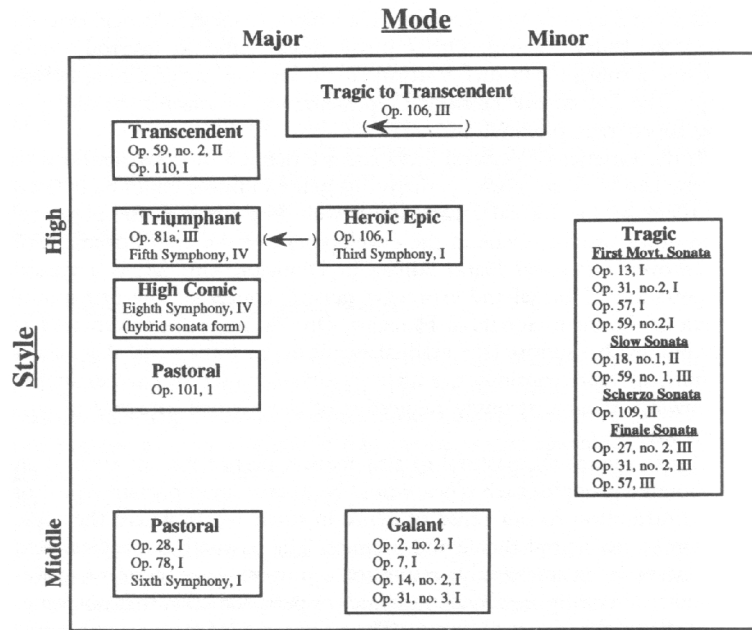 Mode
Major
Minor
Tragic to Transcendent
Op. 106, III
Transcendent
Op. 59, no. 2, II
Op. 110, I
High
Triumphant
Op. 81a, III
Fifth Symphony, IV
Heroic Epic
Op. 106, I
Third Symphony, I
High Comic
Eighth Symphony, IV
(hybrid sonata form)
Pastoral
Op. 101, 1
Style
Tragic
First Movt. Sonata
Op. 13, I
Op. 31, no.2, I
Op. 57, I
Op. 59, no.2,I
Slow Sonata
Op.18, no.1, II
Op. 59, no. 1, III
Scherzo Sonata
Op. 109, II
Finale Sonata
Op. 27, no. 2, III
Op. 31, no. 2, III
Op. 57, III
Middle
Pastoral
Op. 28, I
Op. 78, I
Sixth Symphony, I
Galant
Op. 2, no. 2, I
Op. 7, I
Op. 14, no. 2, I
Op. 31, no. 3, I